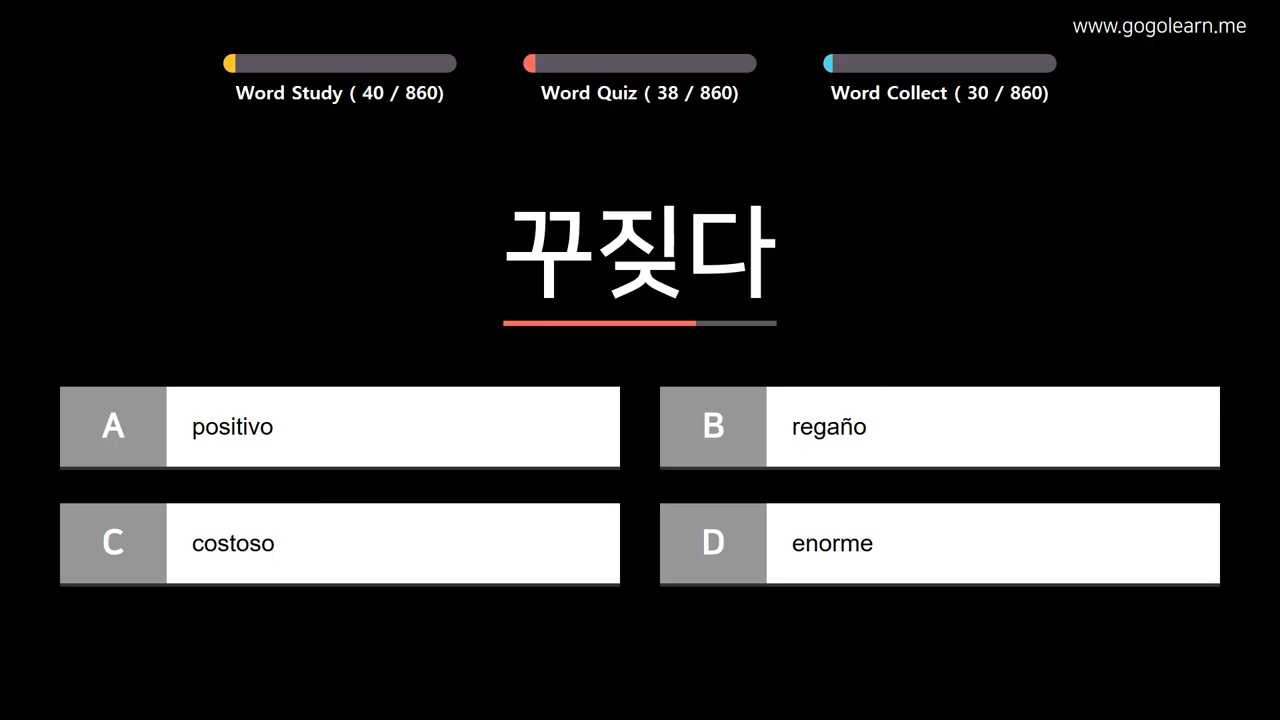 www.gogolearn.me
Word Study ( 40 / 860)
Word Quiz ( 38 / 860)
Word Collect ( 30 / 860)
꾸짖다
A positivo
B regaño
C costoso
D enorme